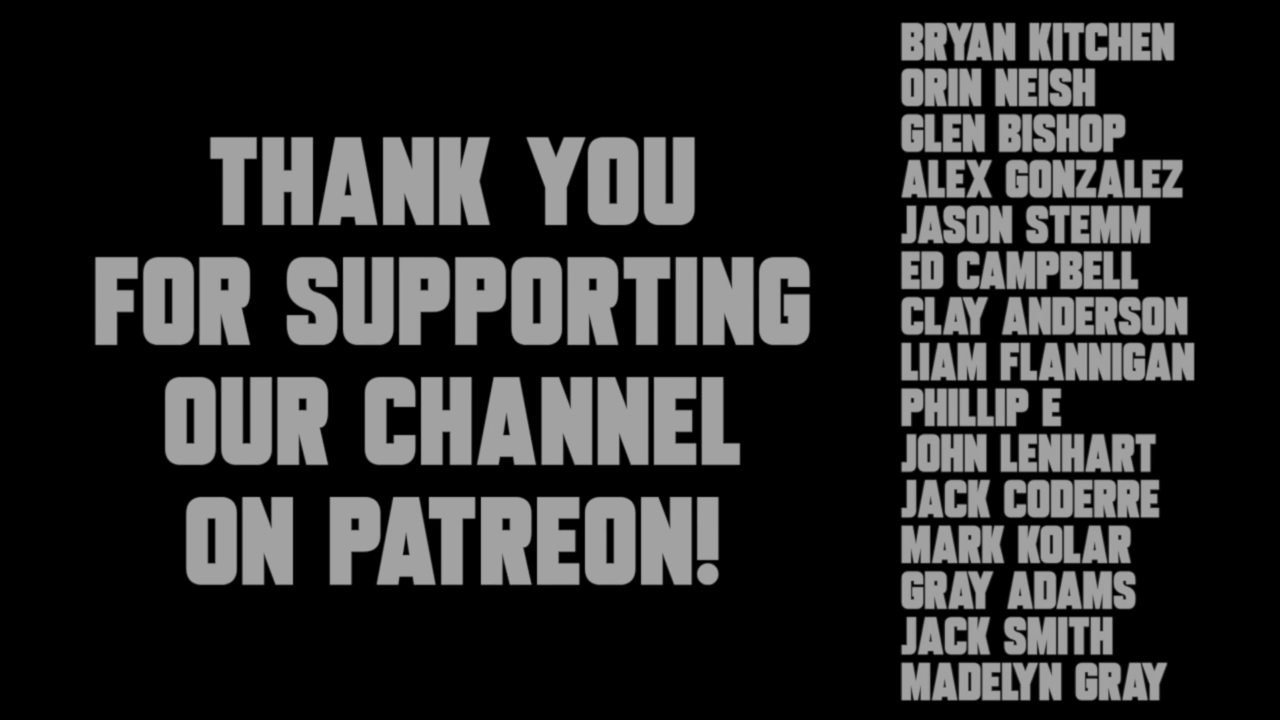 THANK YOU
FOR SUPPORTING
OUR CHANNEL
ON PATREON!
BRYAN KITCHEN
ORIN NEISH
GLEN BISHOP
ALEX GONZALEZ
JASON STEMM
ED CAMPBELL
CLAY ANDERSON
LIAM FLANNIGAN
PHILLIP E
JOHN LENHART
JACK CODERRE
MARK KOLAR
GRAY ADAMS
JACK SMITH
MADELYN GRAY